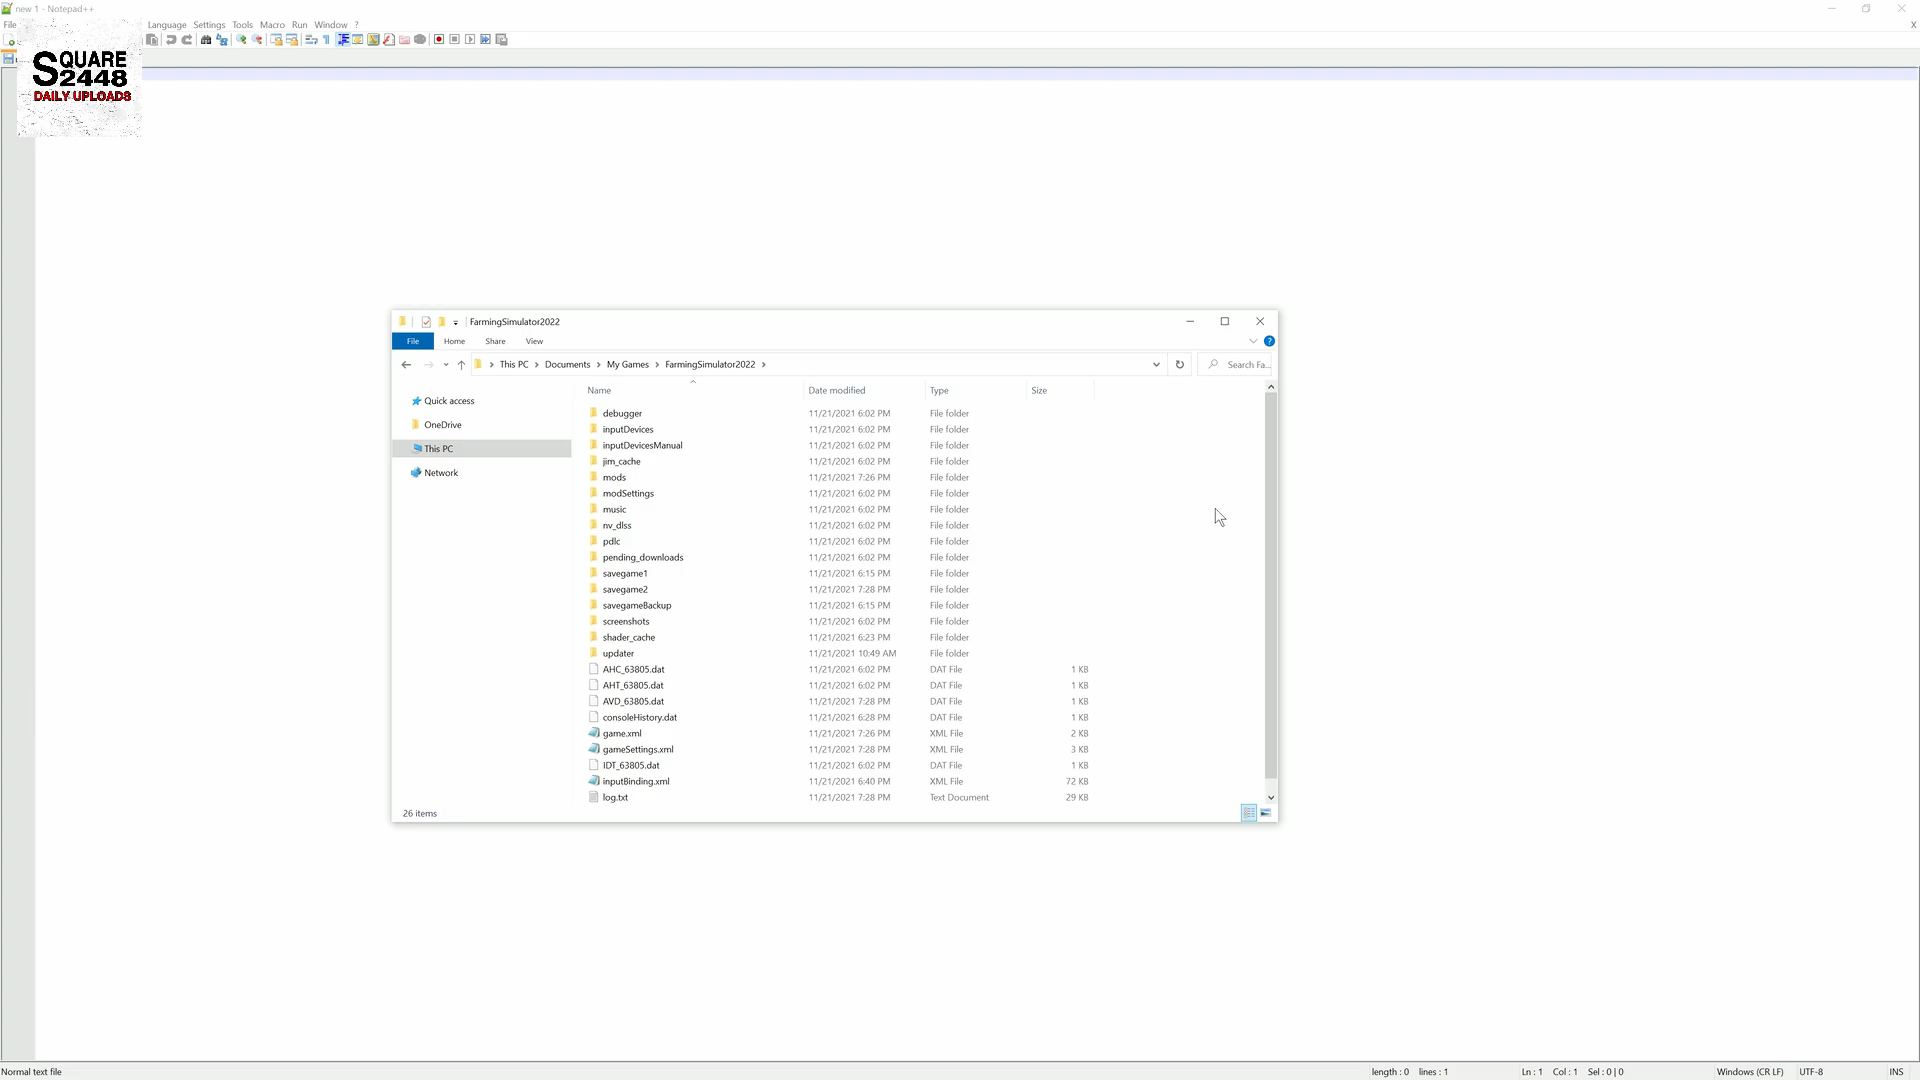 new 1 - Notepad++
File
Language Settings Tools Macro Run Window ?
X
SQUARE
S2448
DAILY UPLOADS
FarmingSimulator2022
File Home Share View
This PC > Documents > My Games > FarmingSimulator2022 >
Search Fa...
Name Date modified Type Size
Quick access
OneDrive
This PC
Network
debugger 11/21/2021 6:02 PM File folder
inputDevices 11/21/2021 6:02 PM File folder
inputDevicesManual 11/21/2021 6:02 PM File folder
jim_cache 11/21/2021 6:02 PM File folder
mods 11/21/2021 7:26 PM File folder
modSettings 11/21/2021 6:02 PM File folder
music 11/21/2021 6:02 PM File folder
nv_dlss 11/21/2021 6:02 PM File folder
pdlc 11/21/2021 6:02 PM File folder
pending_downloads 11/21/2021 6:02 PM File folder
savegame1 11/21/2021 6:15 PM File folder
savegame2 11/21/2021 7:28 PM File folder
savegameBackup 11/21/2021 6:15 PM File folder
screenshots 11/21/2021 6:02 PM File folder
shader_cache 11/21/2021 6:23 PM File folder
updater 11/21/2021 10:49 AM File folder
AHC_63805.dat 11/21/2021 6:02 PM DAT File 1 KB
AHT_63805.dat 11/21/2021 6:02 PM DAT File 1 KB
AVD_63805.dat 11/21/2021 7:28 PM DAT File 1 KB
consoleHistory.dat 11/21/2021 6:28 PM DAT File 1 KB
game.xml 11/21/2021 7:26 PM XML File 2 KB
gameSettings.xml 11/21/2021 7:28 PM XML File 3 KB
IDT_63805.dat 11/21/2021 6:02 PM DAT File 1 KB
inputBinding.xml 11/21/2021 6:40 PM XML File 72 KB
log.txt 11/21/2021 7:28 PM Text Document 29 KB
26 items
Normal text file length : 0 lines : 1 Ln : 1 Col : 1 Sel : 0 | 0 Windows (CR LF) UTF-8 INS